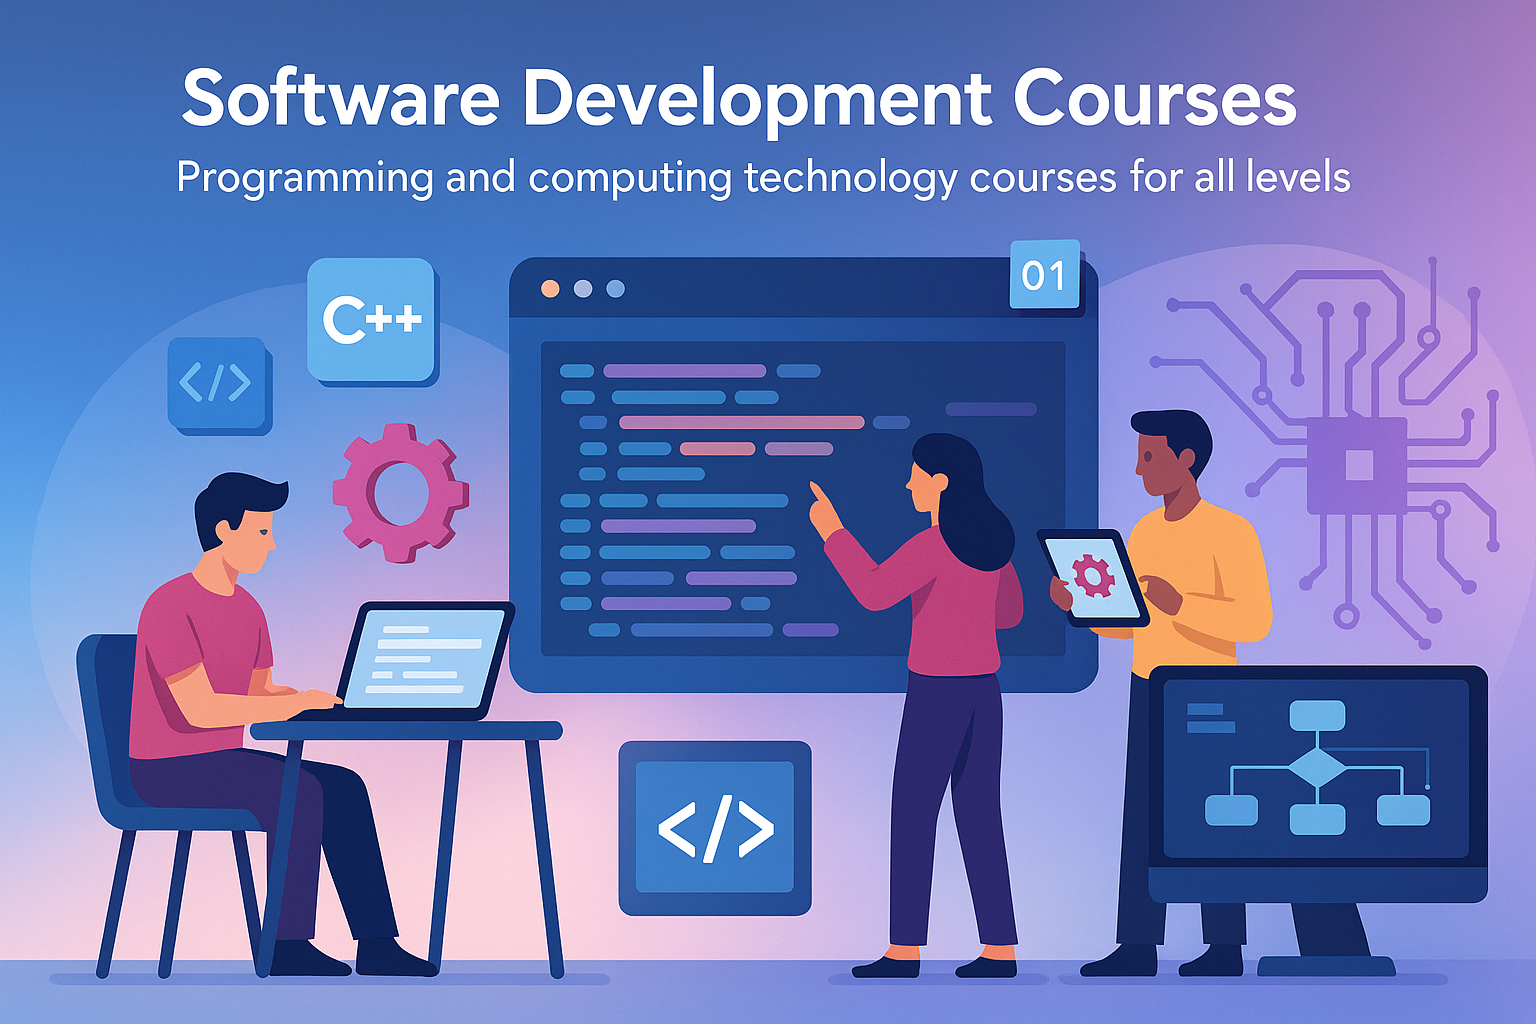 Software Development Courses
Programming and computing technology courses for all levels
01
C++
</>
</>